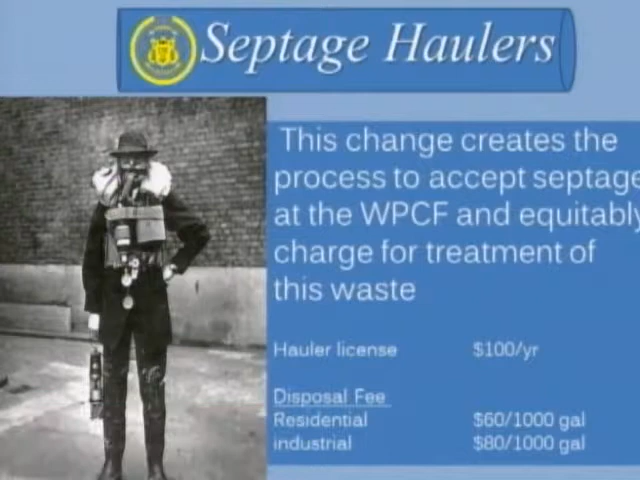 Septage Haulers
This change creates the
process to accept septage
at the WPCF and equitably
charge for treatment of
this waste
Hauler license $100/yr
Disposal Fee
Residential $60/1000 gal
industrial $80/1000 gal